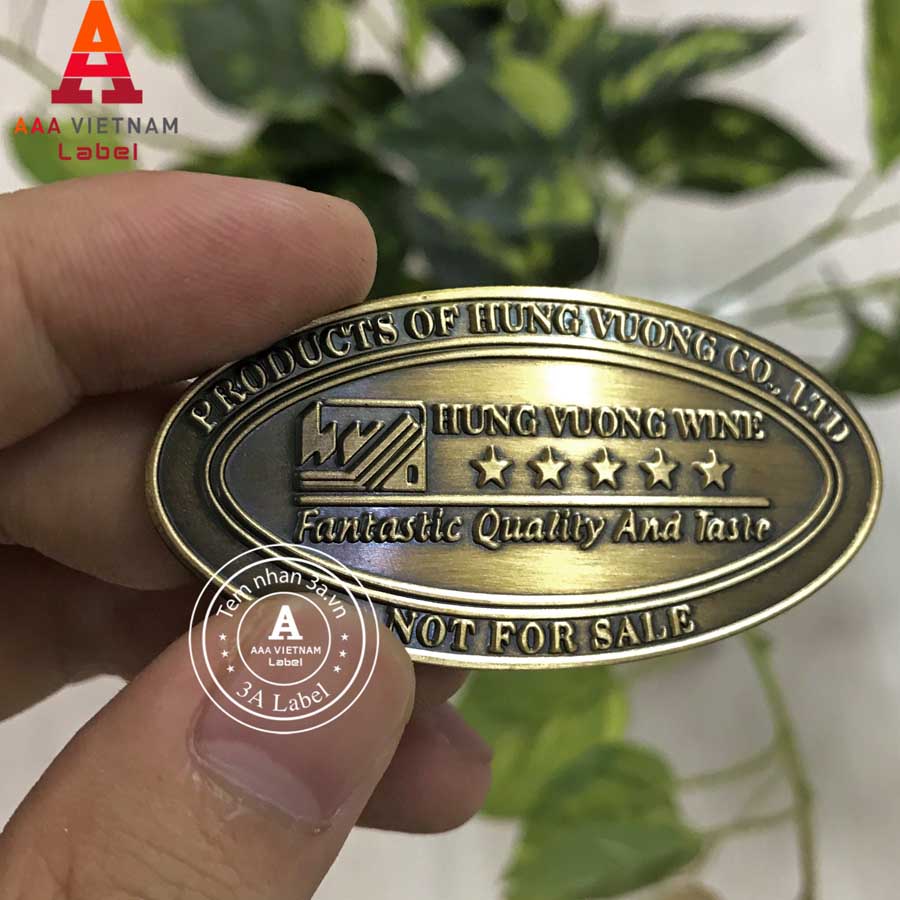 A
AAA VIETNAM
Label
PRODUCTS OF HUNG VUONG CO., LTD
HUNG VUONG WINE
Fantastic Quality And Taste
NOT FOR SALE
Tem nhan 3a.vn
A
AAA VIETNAM
Label
3A Label